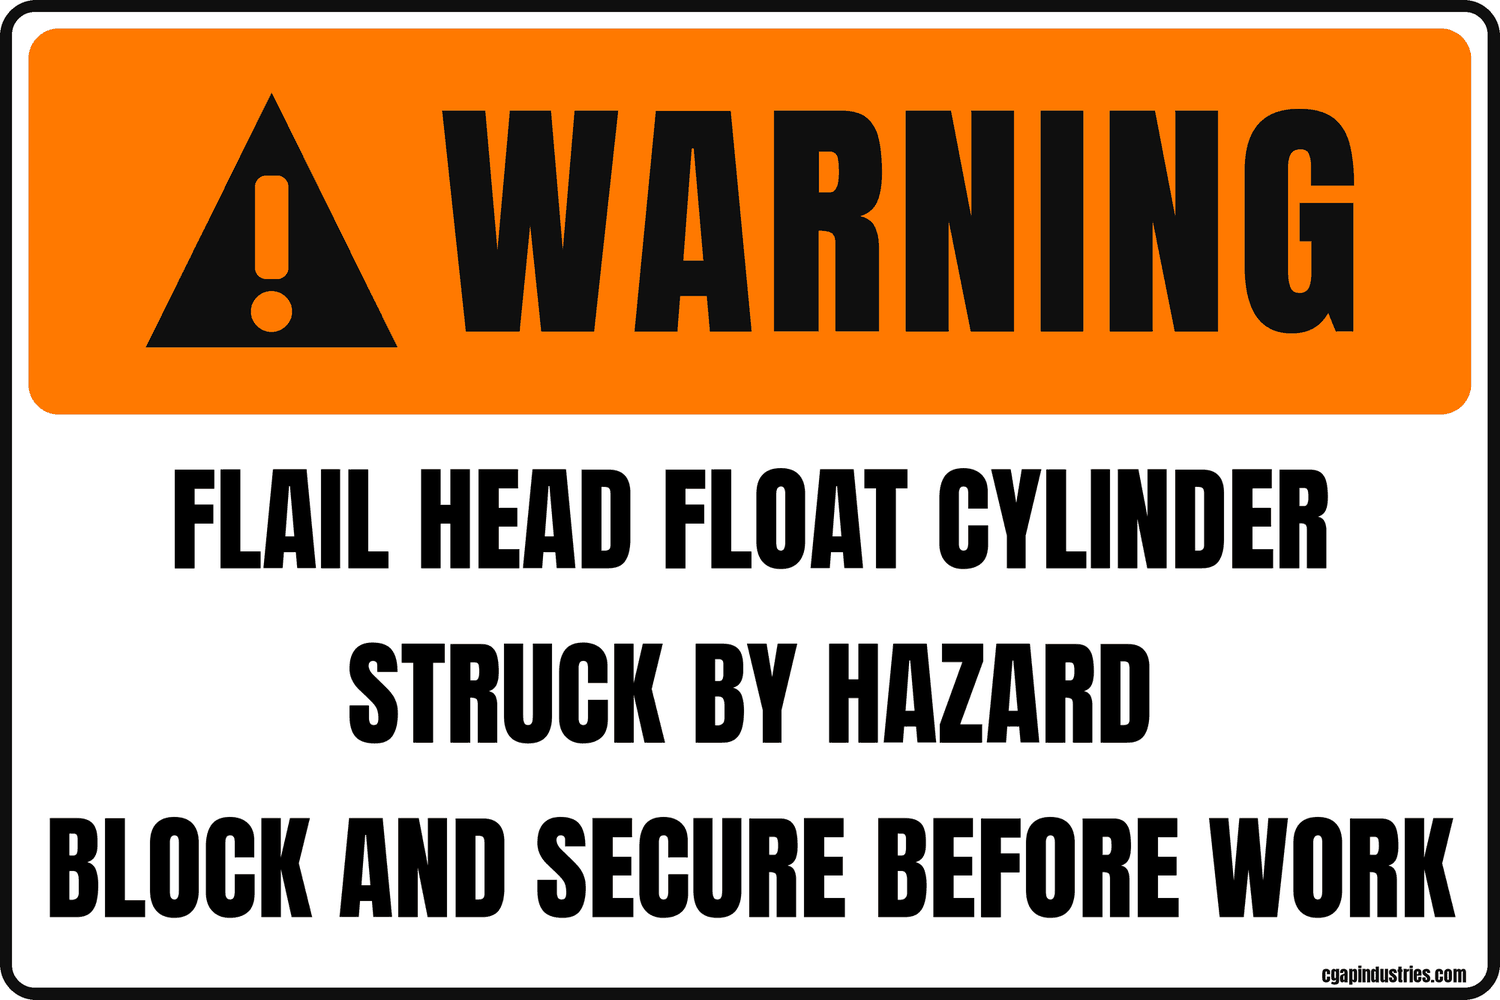 WARNING
FLAIL HEAD FLOAT CYLINDER
STRUCK BY HAZARD
BLOCK AND SECURE BEFORE WORK
cgapindustries.com